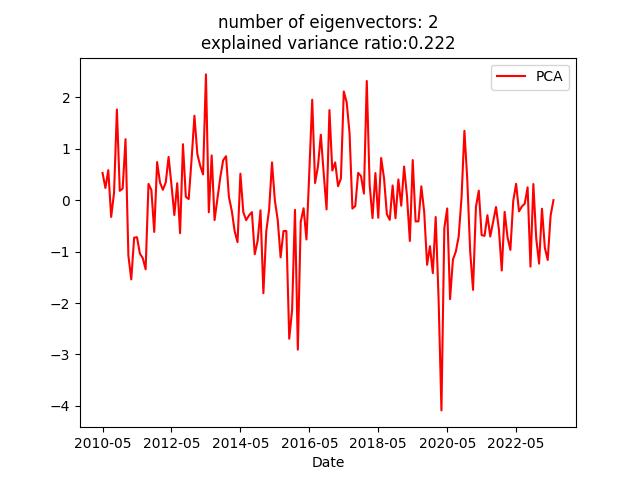 number of eigenvectors: 2
explained variance ratio:0.222
PCA
2
1
0
−1
−2
−3
−4
2010-05 2012-05 2014-05 2016-05 2018-05 2020-05 2022-05
Date